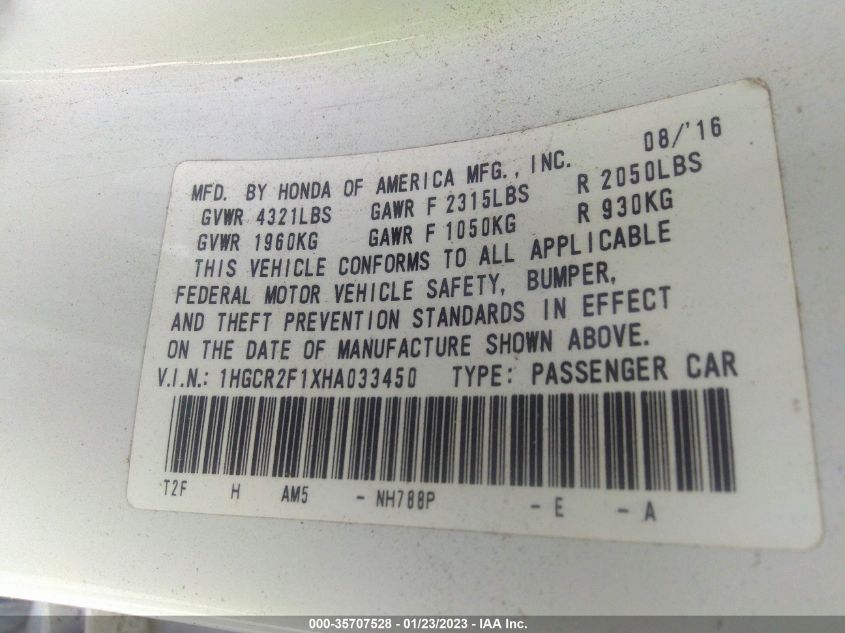 08/'16
MFD. BY HONDA OF AMERICA MFG., INC.
GVWR 4321LBS GAWR F 2315LBS R 2050LBS
GVWR 1960KG GAWR F 1050KG R 930KG
THIS VEHICLE CONFORMS TO ALL APPLICABLE
FEDERAL MOTOR VEHICLE SAFETY, BUMPER,
AND THEFT PREVENTION STANDARDS IN EFFECT
ON THE DATE OF MANUFACTURE SHOWN ABOVE.
V.I.N.: 1HGCR2F1XHA033450 TYPE: PASSENGER CAR
T2F H AM5 - NH788P - E - A
000-35707528 - 01/23/2023 - IAA Inc.